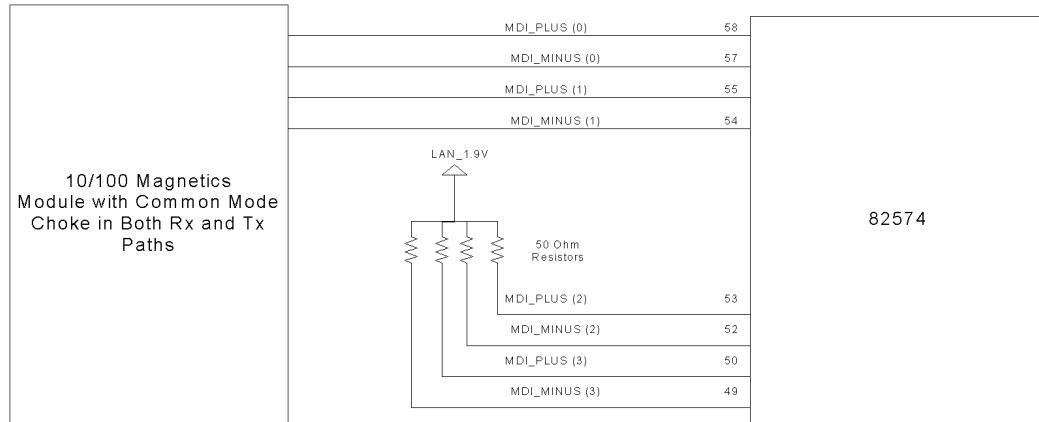 MDI_PLUS (0) 58
MDI_MINUS (0) 57
MDI_PLUS (1) 55
MDI_MINUS (1) 54
LAN_1.9V
10/100 Magnetics
Module with Common Mode
Choke in Both Rx and Tx
Paths
82574
50 Ohm
Resistors
MDI_PLUS (2) 53
MDI_MINUS (2) 52
MDI_PLUS (3) 50
MDI_MINUS (3) 49